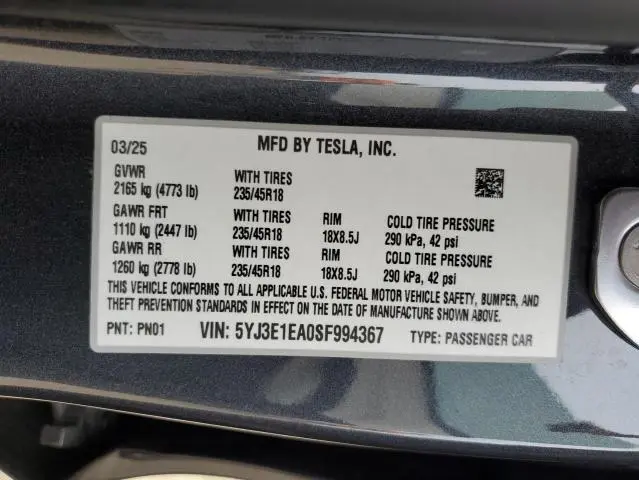 03/25 MFD BY TESLA, INC.
GVWR WITH TIRES
2165 kg (4773 lb) 235/45R18
GAWR FRT WITH TIRES RIM COLD TIRE PRESSURE
1110 kg (2447 lb) 235/45R18 18X8.5J 290 kPa, 42 psi
GAWR RR WITH TIRES RIM COLD TIRE PRESSURE
1260 kg (2778 lb) 235/45R18 18X8.5J 290 kPa, 42 psi
THIS VEHICLE CONFORMS TO ALL APPLICABLE U.S. FEDERAL MOTOR VEHICLE SAFETY, BUMPER, AND
THEFT PREVENTION STANDARDS IN EFFECT ON THE DATE OF MANUFACTURE SHOWN ABOVE.
PNT: PN01 VIN: 5YJ3E1EA0SF994367 TYPE: PASSENGER CAR